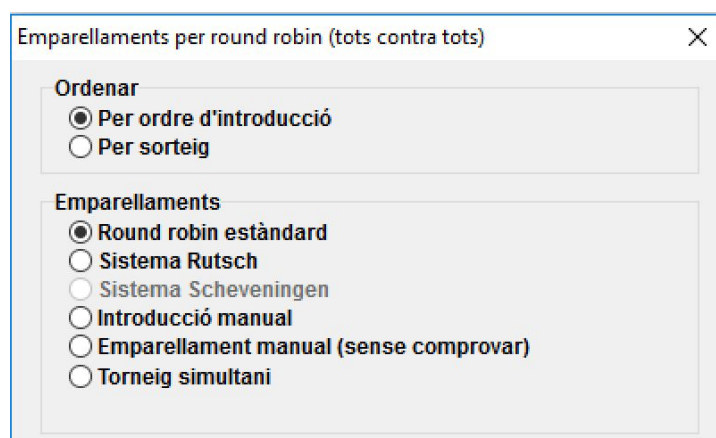 Emparellaments per round robin (tots contra tots)
Ordenar
Per ordre d'introducció
Per sorteig
Emparellaments
Round robin estàndard
Sistema Rutsch
Sistema Scheveningen
Introducció manual
Emparellament manual (sense comprovar)
Torneig simultani